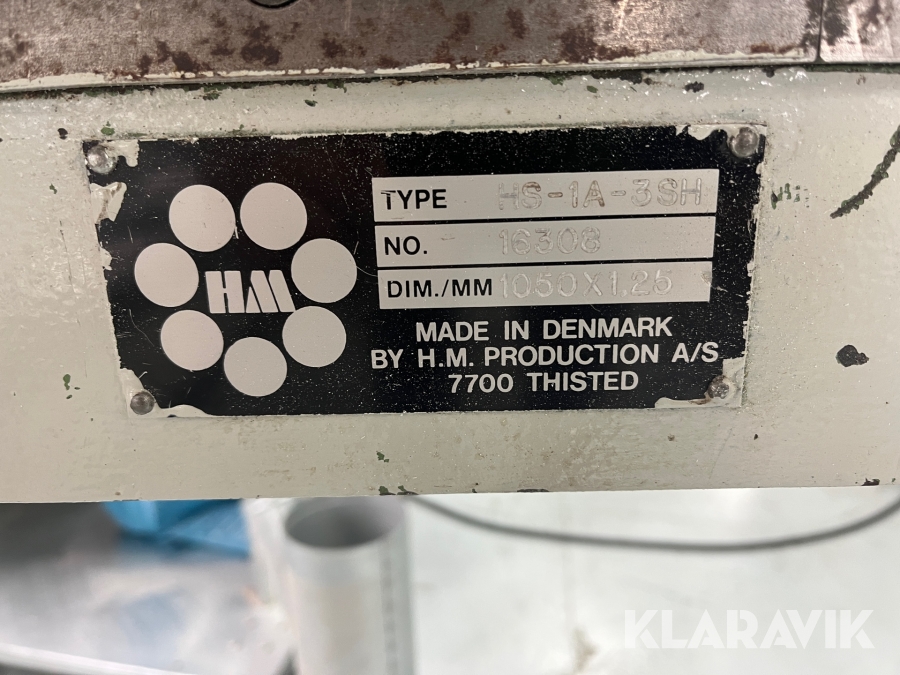 HM
TYPE HS-1A-3SH
NO. 16308
DIM./MM 1050X1,25
MADE IN DENMARK
BY H.M. PRODUCTION A/S
7700 THISTED
KLARAVIK